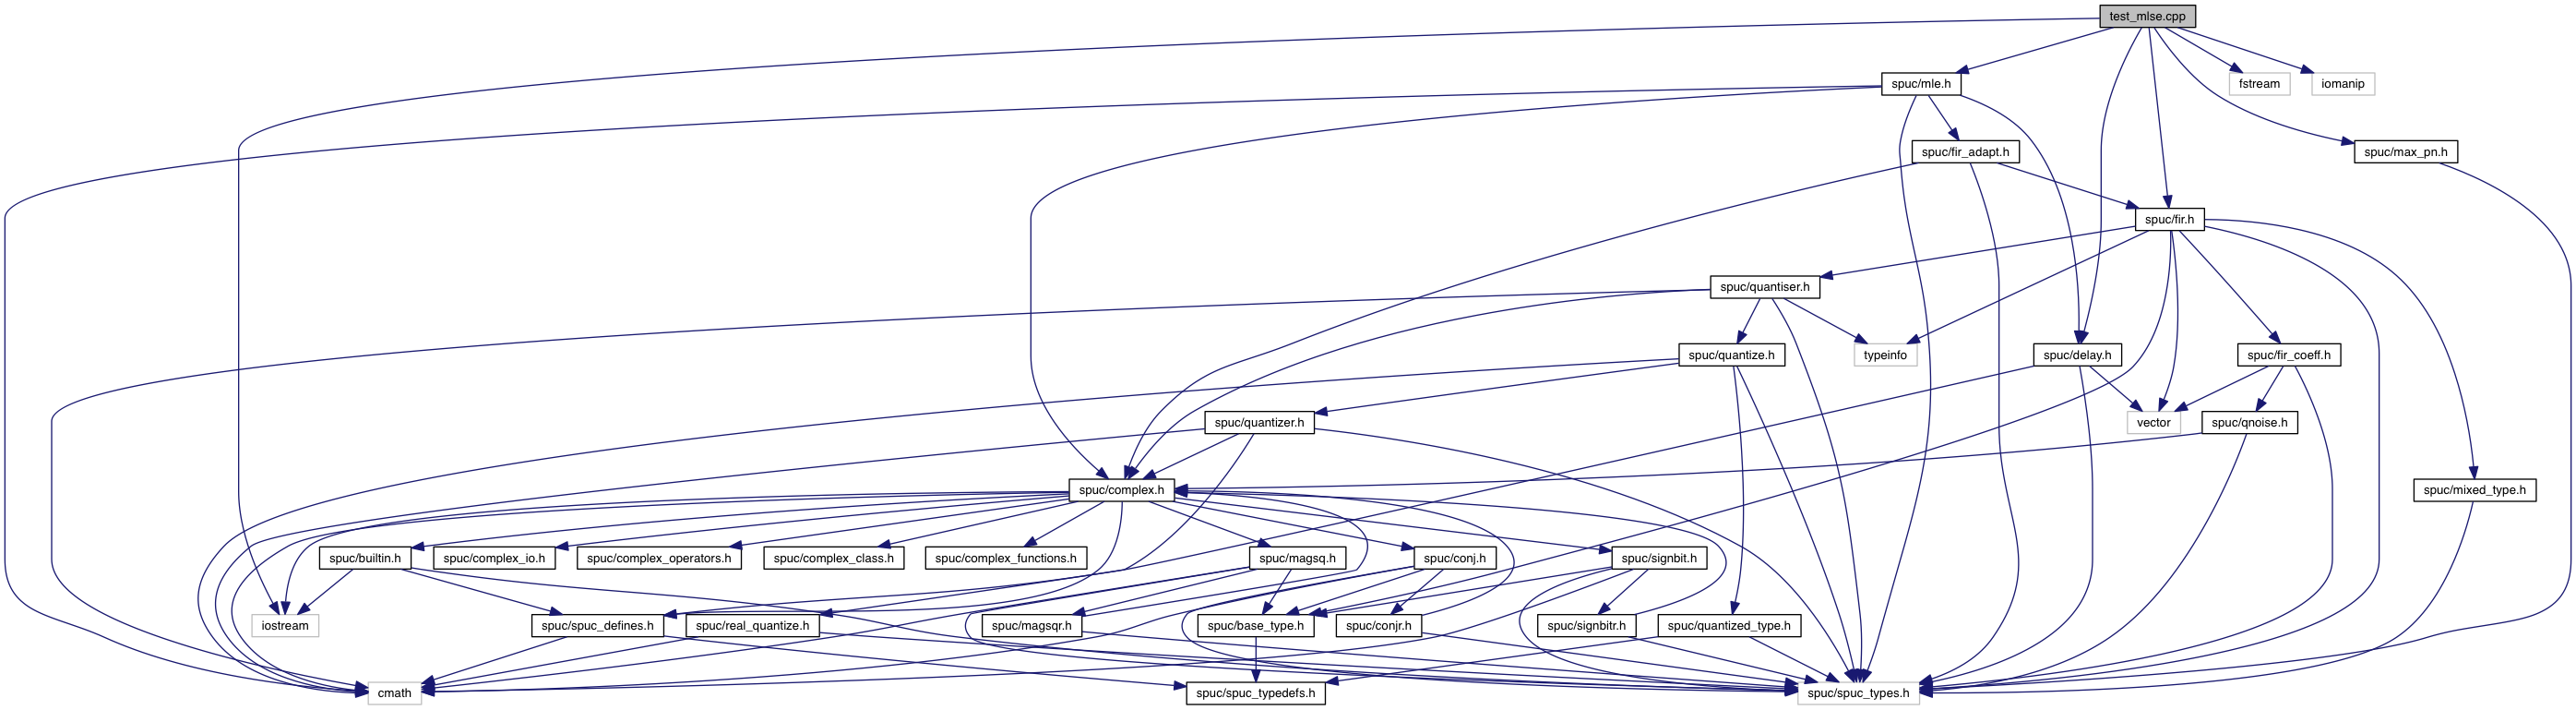 test_mlse.cpp
spuc/mle.h
fstream
iomanip
spuc/fir_adapt.h
spuc/max_pn.h
spuc/fir.h
spuc/quantiser.h
spuc/quantize.h
typeinfo
spuc/delay.h
spuc/fir_coeff.h
spuc/quantizer.h
vector
spuc/qnoise.h
spuc/complex.h
spuc/mixed_type.h
spuc/builtin.h
spuc/complex_io.h
spuc/complex_operators.h
spuc/complex_class.h
spuc/complex_functions.h
spuc/magsq.h
spuc/conj.h
spuc/signbit.h
iostream
spuc/spuc_defines.h
spuc/real_quantize.h
spuc/magsqr.h
spuc/base_type.h
spuc/conjr.h
spuc/signbitr.h
spuc/quantized_type.h
cmath
spuc/spuc_typedefs.h
spuc/spuc_types.h